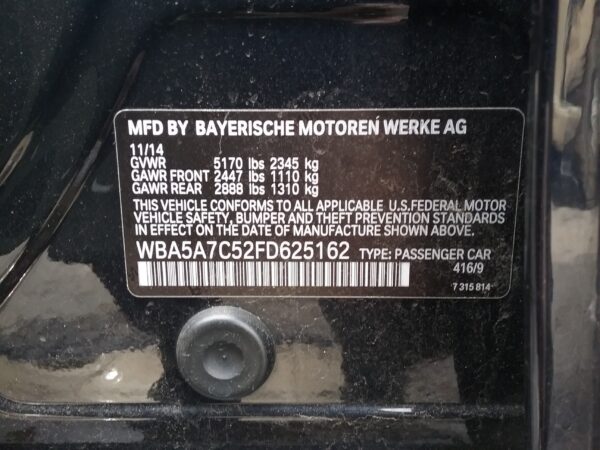 MFD BY BAYERISCHE MOTOREN WERKE AG
11/14
GVWR 5170 lbs 2345 kg
GAWR FRONT 2447 lbs 1110 kg
GAWR REAR 2888 lbs 1310 kg
THIS VEHICLE CONFORMS TO ALL APPLICABLE U.S.FEDERAL MOTOR
VEHICLE SAFETY, BUMPER AND THEFT PREVENTION STANDARDS
IN EFFECT ON THE DATE OF MANUFACTURE SHOWN ABOVE.
WBA5A7C52FD625162 TYPE: PASSENGER CAR
416/9
7 315 814